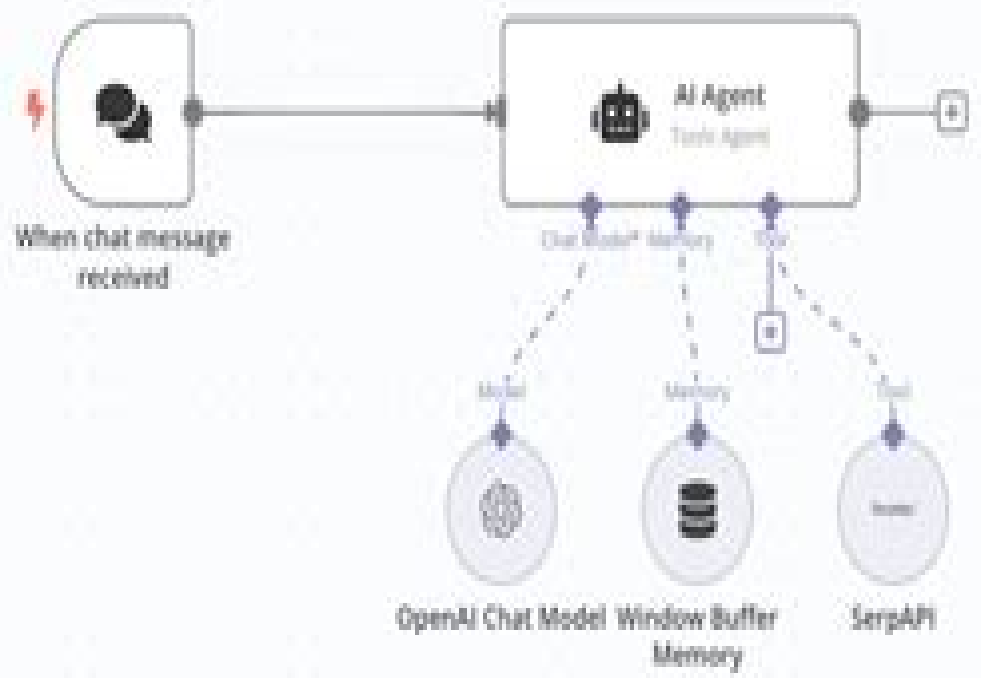 AI Agent
Tools Agent
When chat message
received
Chat Model* Memory Tool
Model Memory Tool
OpenAI Chat Model Window Buffer
Memory
SerpAPI